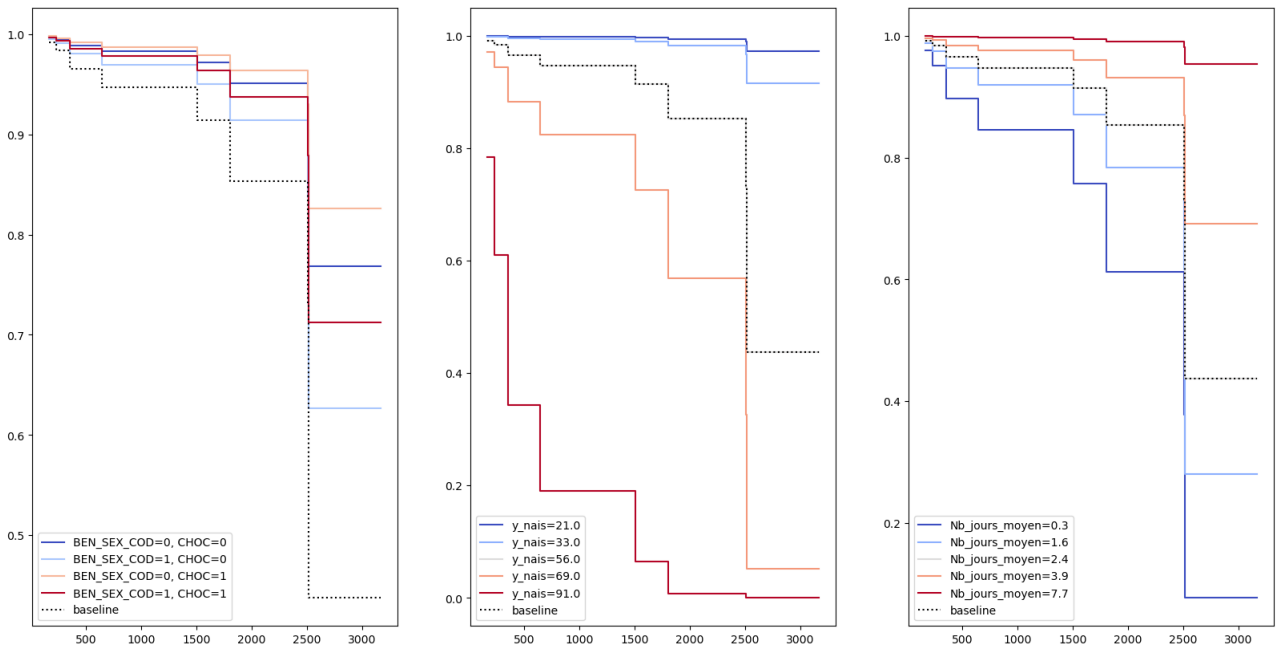 1.0
0.9
0.8
0.7
0.6
0.5
BEN_SEX_COD=0, CHOC=0
BEN_SEX_COD=1, CHOC=0
BEN_SEX_COD=0, CHOC=1
BEN_SEX_COD=1, CHOC=1
baseline
500 1000 1500 2000 2500 3000
1.0
0.8
0.6
0.4
0.2
0.0
y_nais=21.0
y_nais=33.0
y_nais=56.0
y_nais=69.0
y_nais=91.0
baseline
500 1000 1500 2000 2500 3000
1.0
0.8
0.6
0.4
0.2
Nb_jours_moyen=0.3
Nb_jours_moyen=1.6
Nb_jours_moyen=2.4
Nb_jours_moyen=3.9
Nb_jours_moyen=7.7
baseline
500 1000 1500 2000 2500 3000